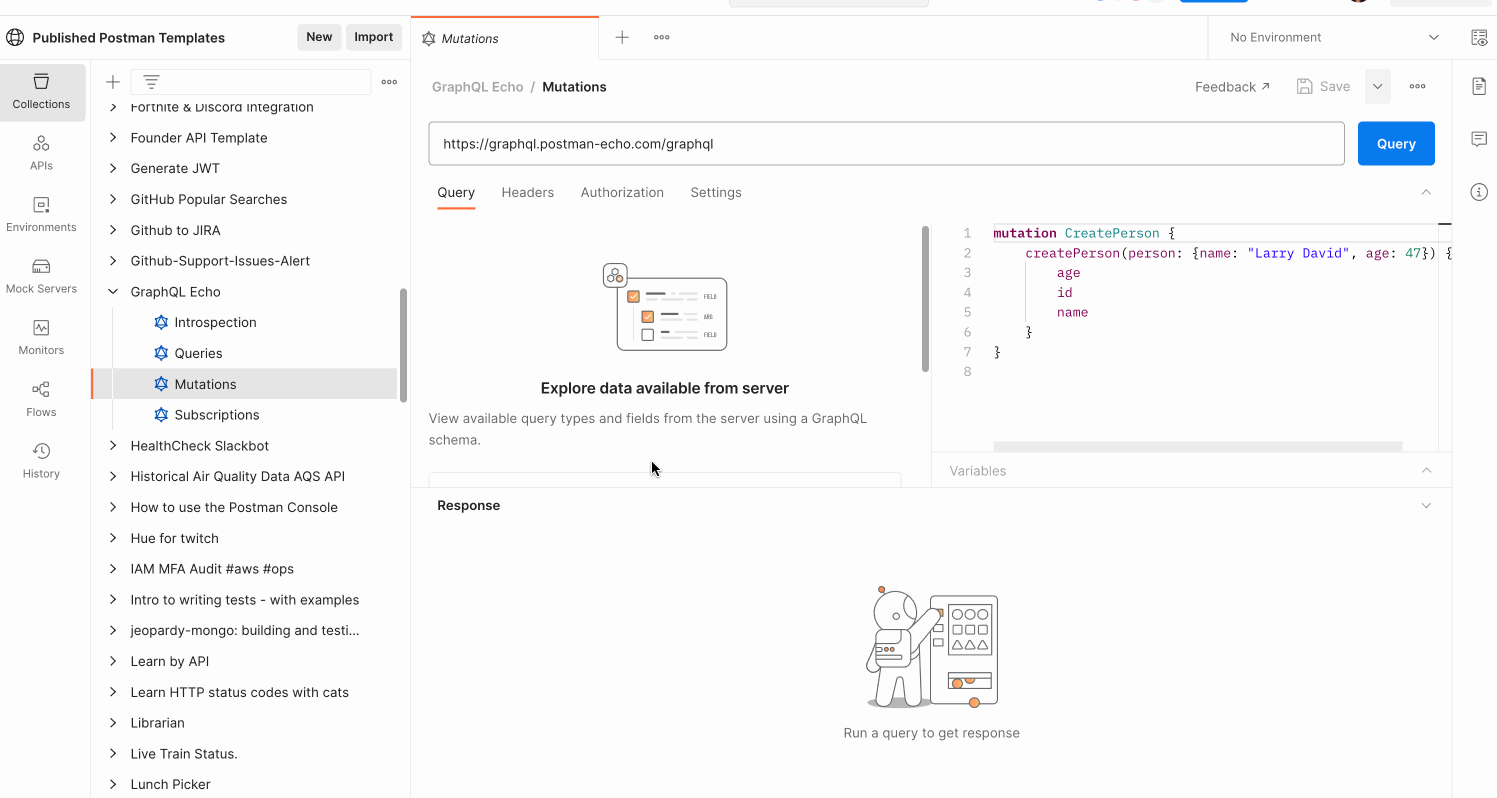 Published Postman Templates
New
Import
Mutations
No Environment
Collections
APIs
Environments
Mock Servers
Monitors
Flows
History
Fortnite & Discord Integration
Founder API Template
Generate JWT
GitHub Popular Searches
Github to JIRA
Github-Support-Issues-Alert
GraphQL Echo
Introspection
Queries
Mutations
Subscriptions
HealthCheck Slackbot
Historical Air Quality Data AQS API
How to use the Postman Console
Hue for twitch
IAM MFA Audit #aws #ops
Intro to writing tests - with examples
jeopardy-mongo: building and testi...
Learn by API
Learn HTTP status codes with cats
Librarian
Live Train Status.
Lunch Picker
GraphQL Echo / Mutations
Feedback ↗
Save
https://graphql.postman-echo.com/graphql
Query
Query Headers Authorization Settings
FIELD
ARG
FIELD
Explore data available from server
View available query types and fields from the server using a GraphQL
schema.
1 mutation CreatePerson {
2 createPerson(person: {name: "Larry David", age: 47}) {
3 age
4 id
5 name
6 }
7 }
8
Variables
Response
Run a query to get response